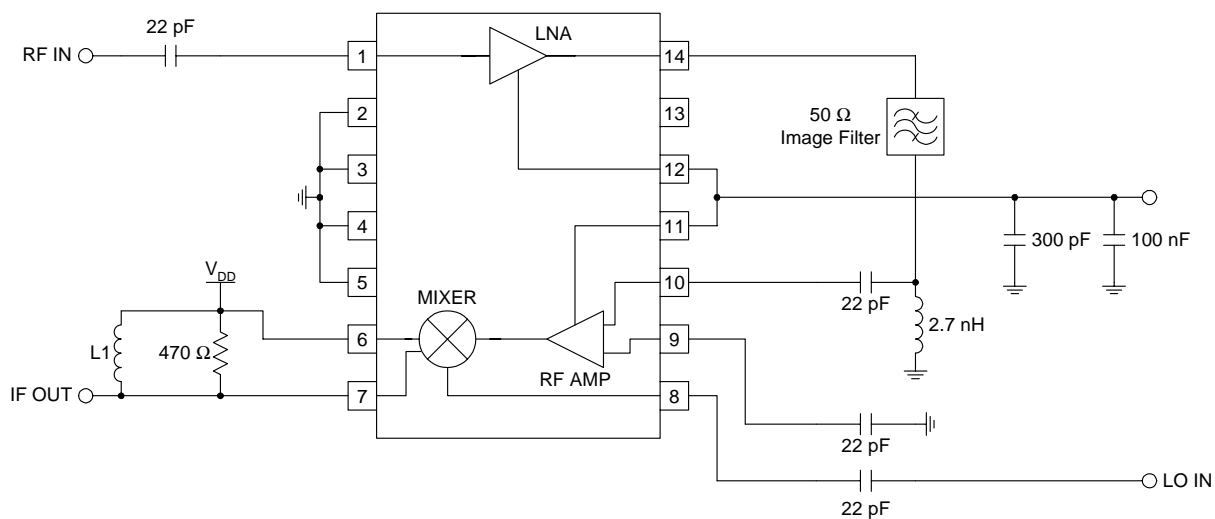 22 pF
RF IN
1
LNA
14
2
13
50 Ω
Image Filter
3
12
4
11
300 pF
100 nF
5
10
V_DD
MIXER
22 pF
6
9
2.7 nH
L1
470 Ω
RF AMP
IF OUT
7
8
22 pF
LO IN
22 pF